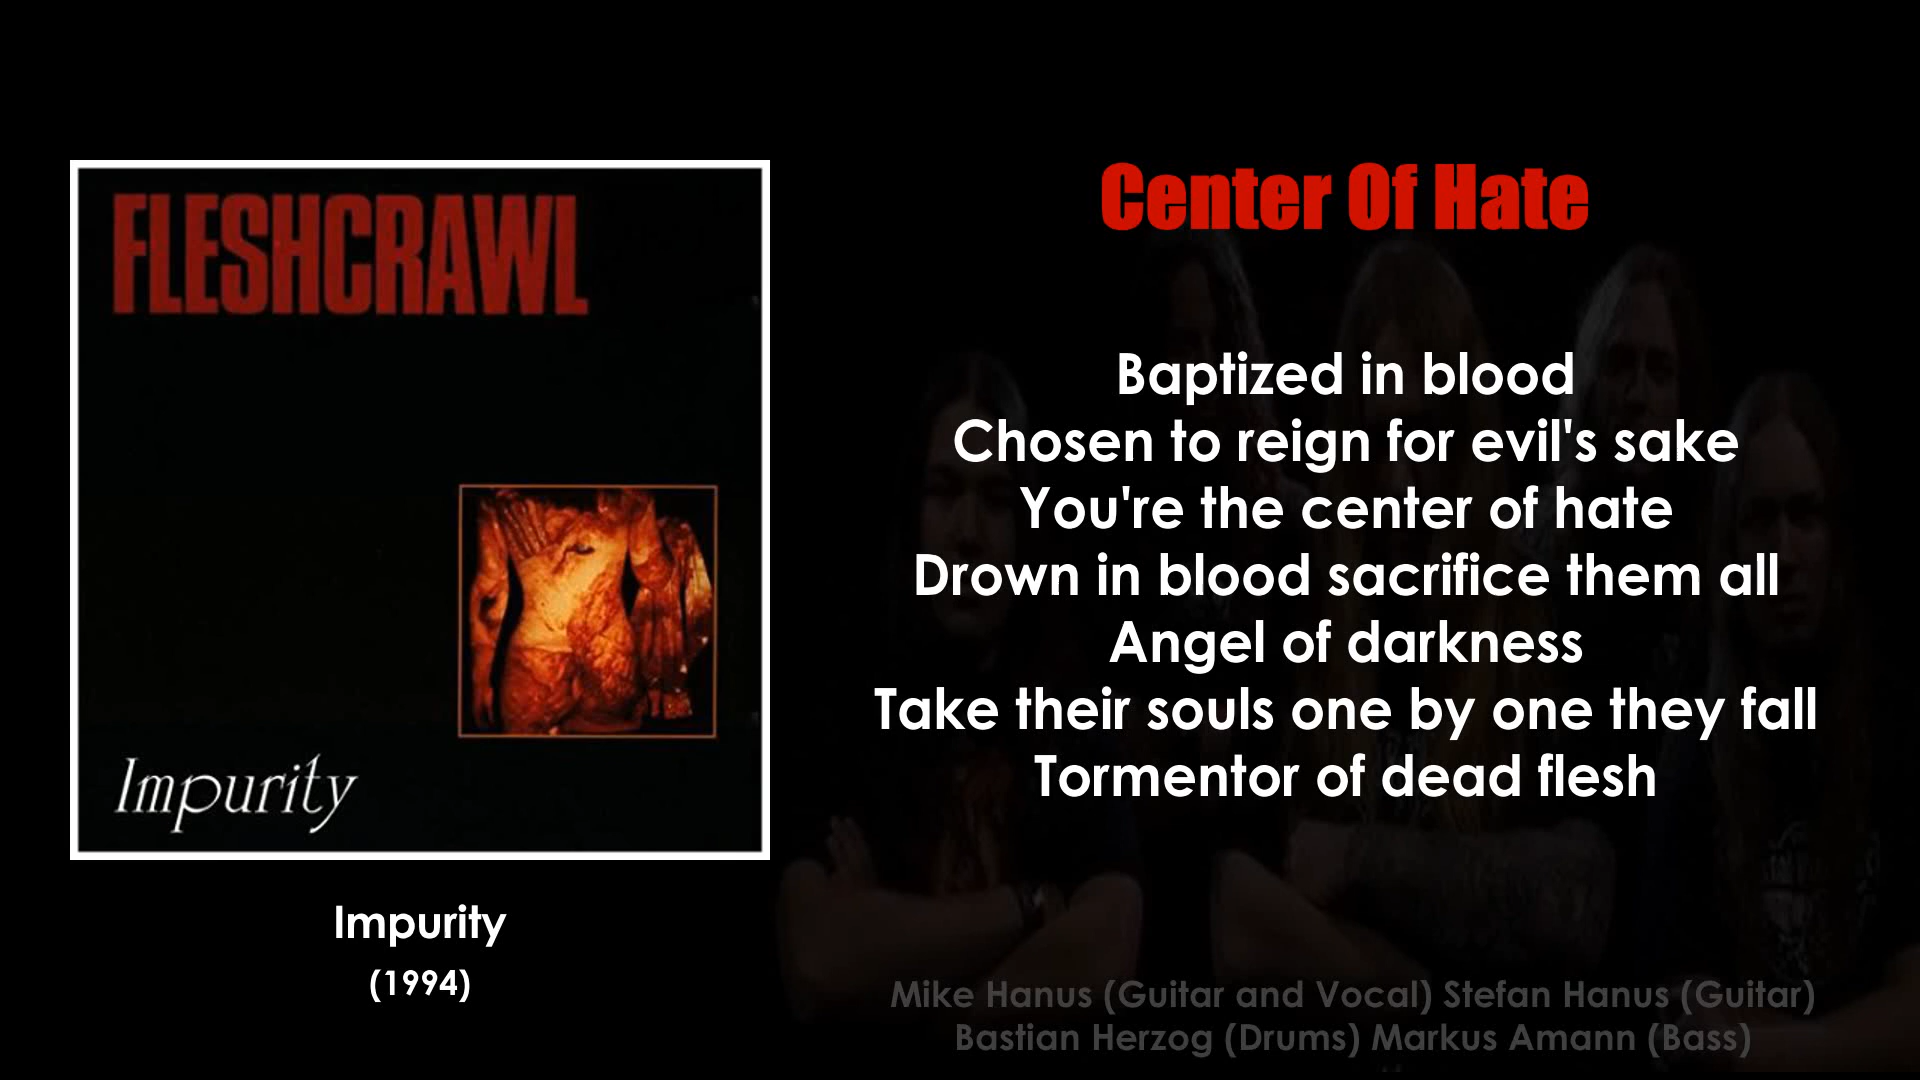 FLESHCRAWL
Impurity
Impurity
(1994)
Center Of Hate
Baptized in blood
Chosen to reign for evil's sake
You're the center of hate
Drown in blood sacrifice them all
Angel of darkness
Take their souls one by one they fall
Tormentor of dead flesh
Mike Hanus (Guitar and Vocal) Stefan Hanus (Guitar)
Bastian Herzog (Drums) Markus Amann (Bass)